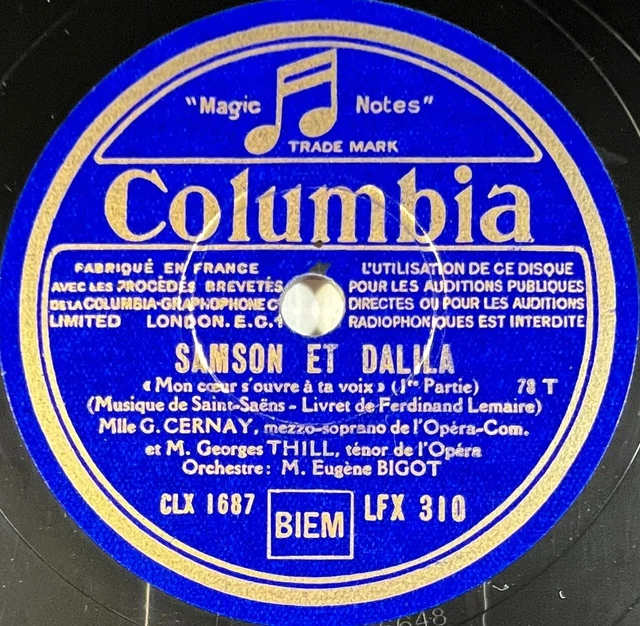 "Magic Notes"
TRADE MARK
Columbia
FABRIQUÉ EN FRANCE
AVEC LES PROCÉDÉS BREVETÉS
DE LA COLUMBIA-GRAPHOPHONE Cº
LIMITED LONDON. E.C.1
L'UTILISATION DE CE DISQUE
POUR LES AUDITIONS PUBLIQUES
DIRECTES OU POUR LES AUDITIONS
RADIOPHONIQUES EST INTERDITE
SAMSON ET DALILA
« Mon cœur s'ouvre à ta voix » (1re Partie) 78 T
(Musique de Saint-Saëns - Livret de Ferdinand Lemaire)
Mlle G. CERNAY, mezzo-soprano de l'Opéra-Com.
et M. Georges THILL, ténor de l'Opéra
Orchestre: M. Eugène BIGOT
CLX 1687 BIEM LFX 310